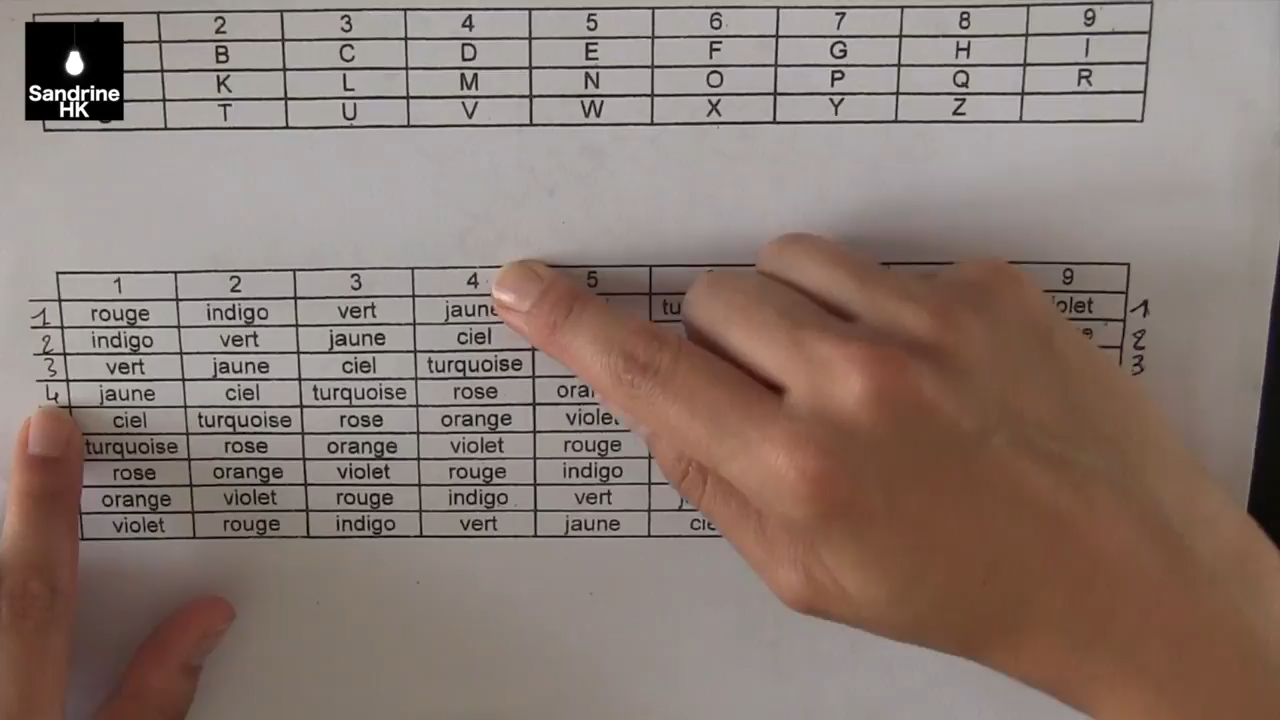 Sandrine
HK
2 3 4 5 6 7 8 9
B C D E F G H I
K L M N O P Q R
T U V W X Y Z
1 2 3 4 5 9
1 rouge indigo vert jaune 1
2 indigo vert jaune ciel 2
3 vert jaune ciel turquoise 3
4 jaune ciel turquoise rose
ciel turquoise rose orange violet
turquoise rose orange violet rouge
rose orange violet rouge indigo
orange violet rouge indigo vert
violet rouge indigo vert jaune